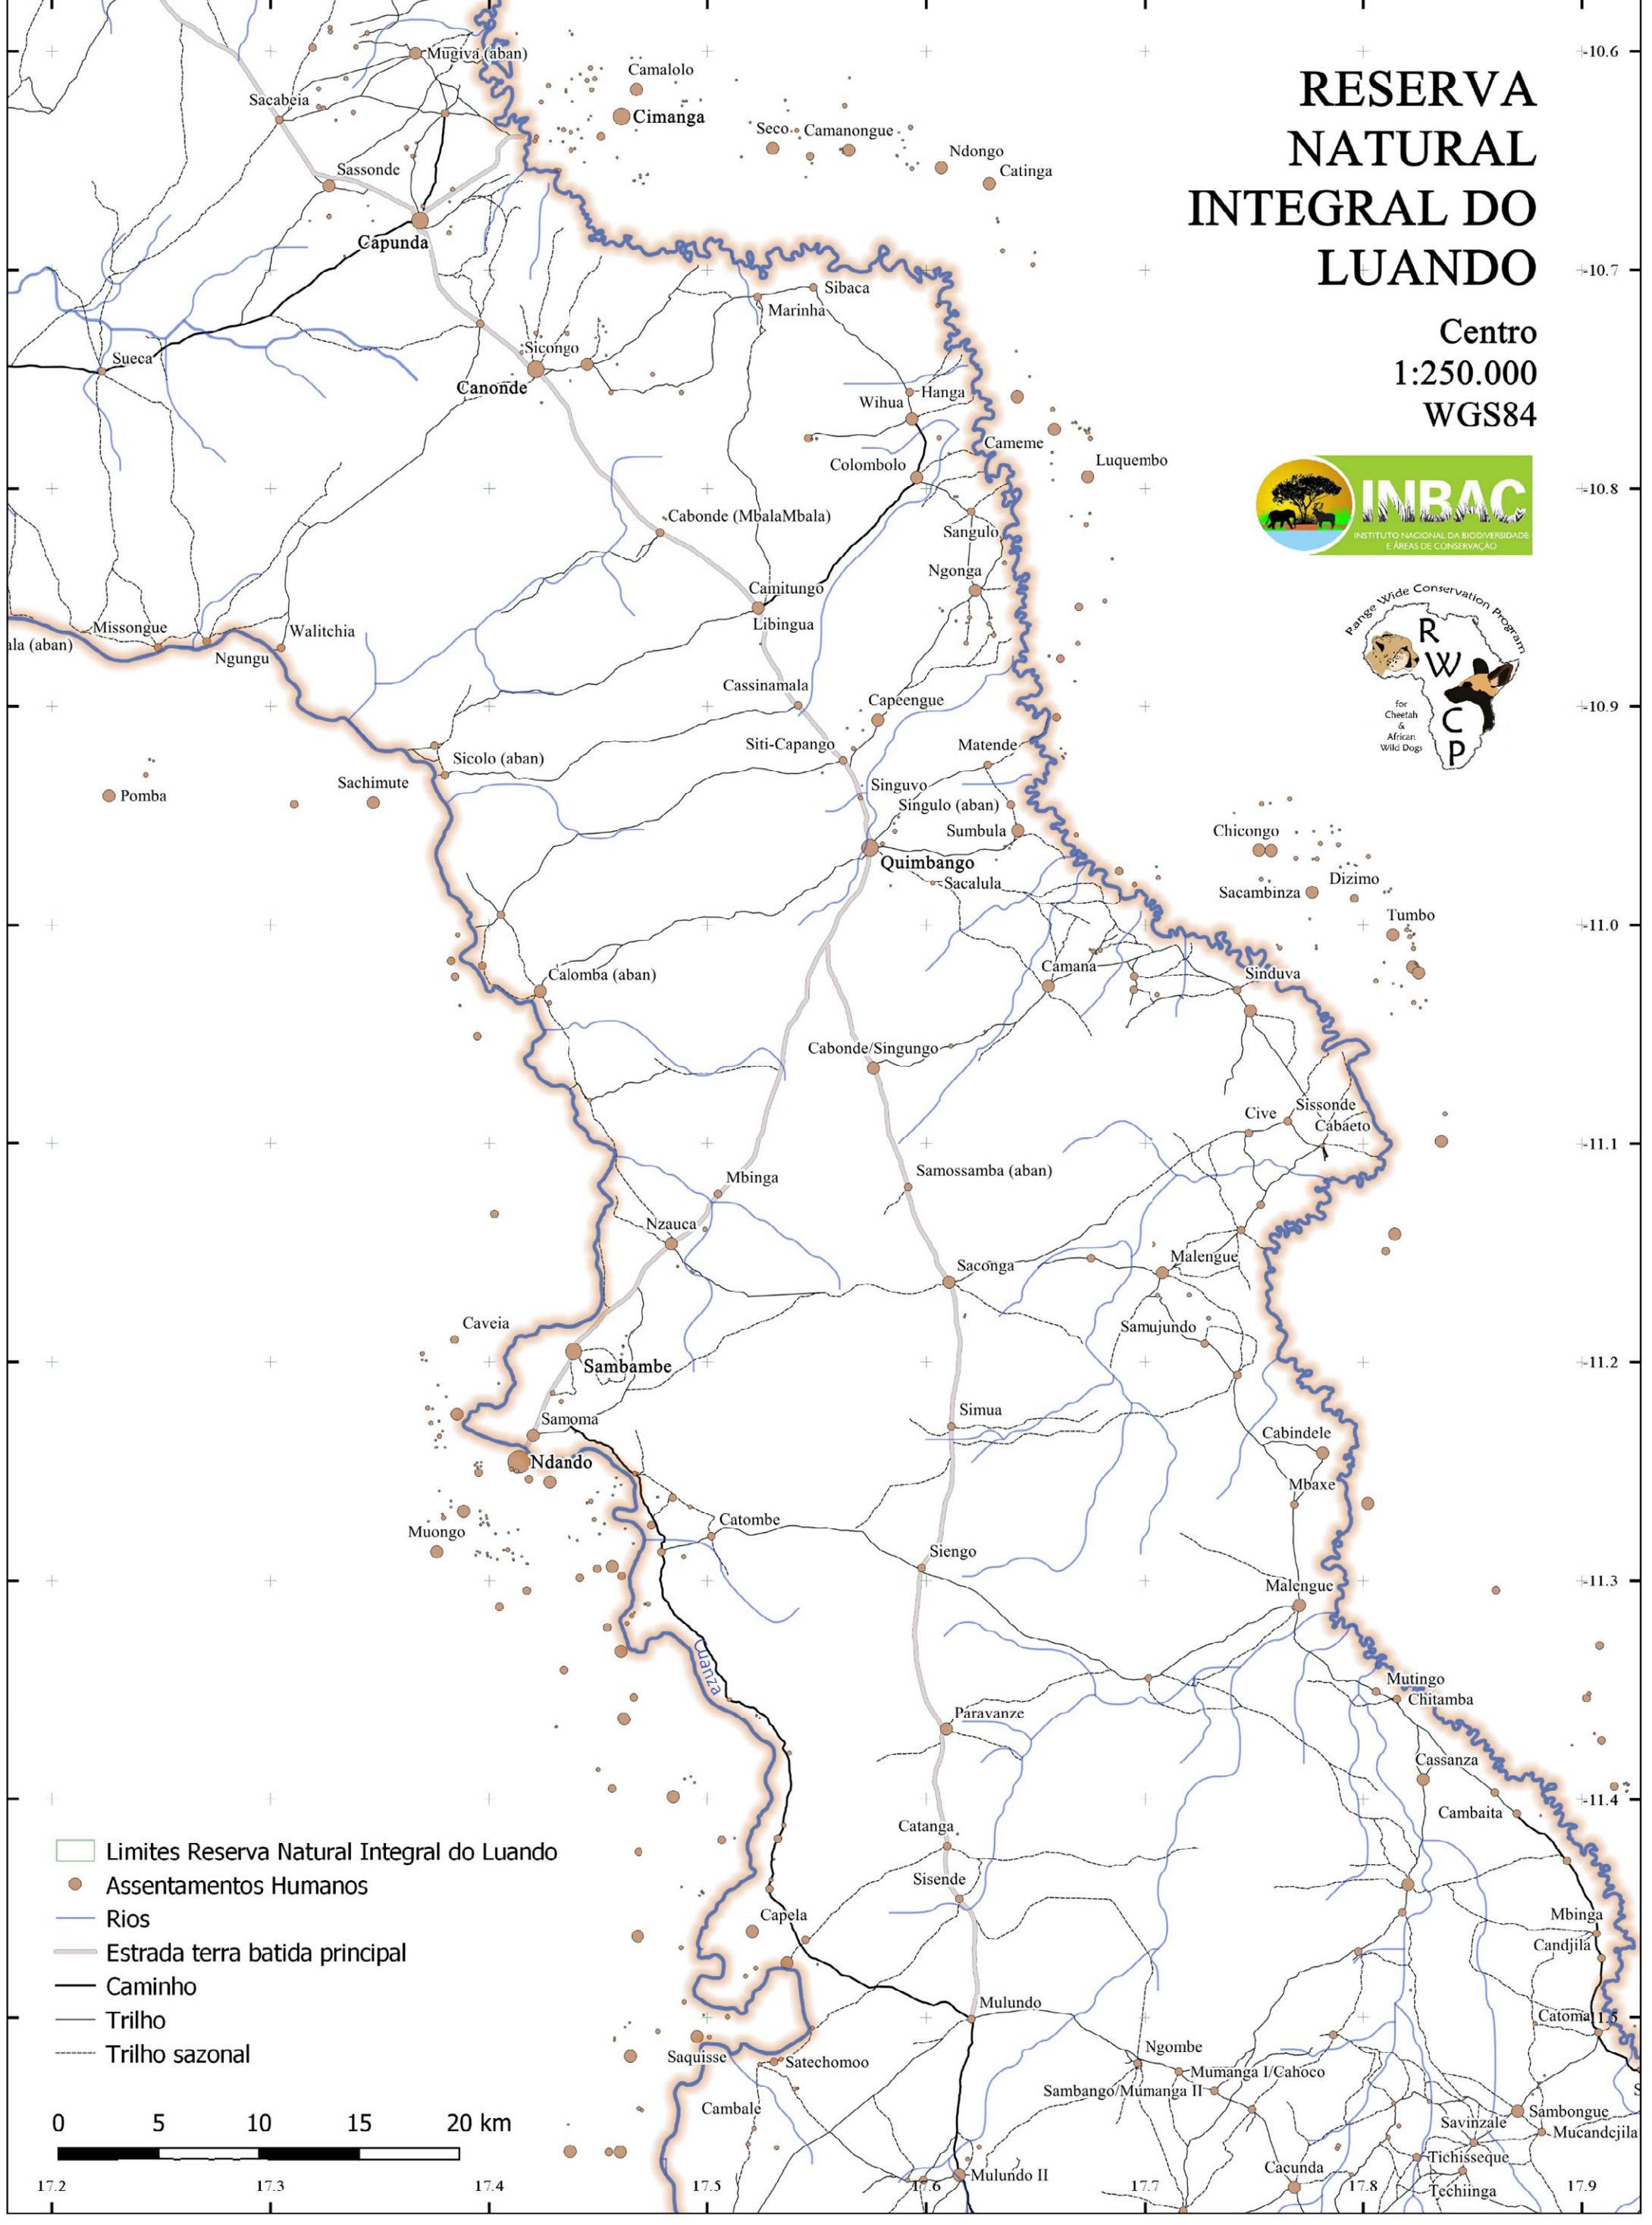 RESERVA
NATURAL
INTEGRAL DO
LUANDO
Centro
1:250.000
WGS84
INBAC
INSTITUTO NACIONAL DA BIODIVERSIDADE
E ÁREAS DE CONSERVAÇÃO
Range Wide Conservation Program
R
W
C
P
for
Cheetah
&
African
Wild Dogs
-10.6
-10.7
-10.8
-10.9
-11.0
-11.1
-11.2
-11.3
-11.4
11.5
Mugiva (aban)
Camalolo
Sacabeia
Cimanga
Seco
Camanongue
Ndongo
Sassonde
Catinga
Capunda
Sibaca
Marinha
Sicongo
Sueca
Canonde
Hanga
Wihua
Cameme
Colombolo
Luquembo
Cabonde (MbalaMbala)
Sangulo
Ngonga
Camitungo
Libingua
Missongue
Walitchia
ala (aban)
Ngungu
Cassinamala
Capeengue
Siti-Capango
Matende
Sicolo (aban)
Sachimute
Singuvo
Pomba
Singulo (aban)
Sumbula
Chicongo
Quimbango
Sacalula
Dizimo
Sacambinza
Tumbo
Camana
Calomba (aban)
Sinduva
Cabonde/Singungo
Sissonde
Cive
Cabaeto
Samossamba (aban)
Mbinga
Nzauca
Malengue
Saconga
Caveia
Samujundo
Sambambe
Simua
Samoma
Cabindele
Ndando
Mbaxe
Catombe
Muongo
Siengo
Malengue
Cuanza
Mutingo
Chitamba
Paravanze
Cassanza
Cambaita
Catanga
Sisende
Capela
Mbinga
Candjila
Mulundo
Catoma
Ngombe
Saquisse
Satechomoo
Mumanga I/Cahoco
Sambango/Mumanga II
S
Cambale
Sambongue
Savinzale
Mucandcjila
Tichisseque
Cacunda
Mulundo II
Techiinga
Limites Reserva Natural Integral do Luando
Assentamentos Humanos
Rios
Estrada terra batida principal
Caminho
Trilho
Trilho sazonal
0 5 10 15 20 km
17.2 17.3 17.4 17.5 17.6 17.7 17.8 17.9